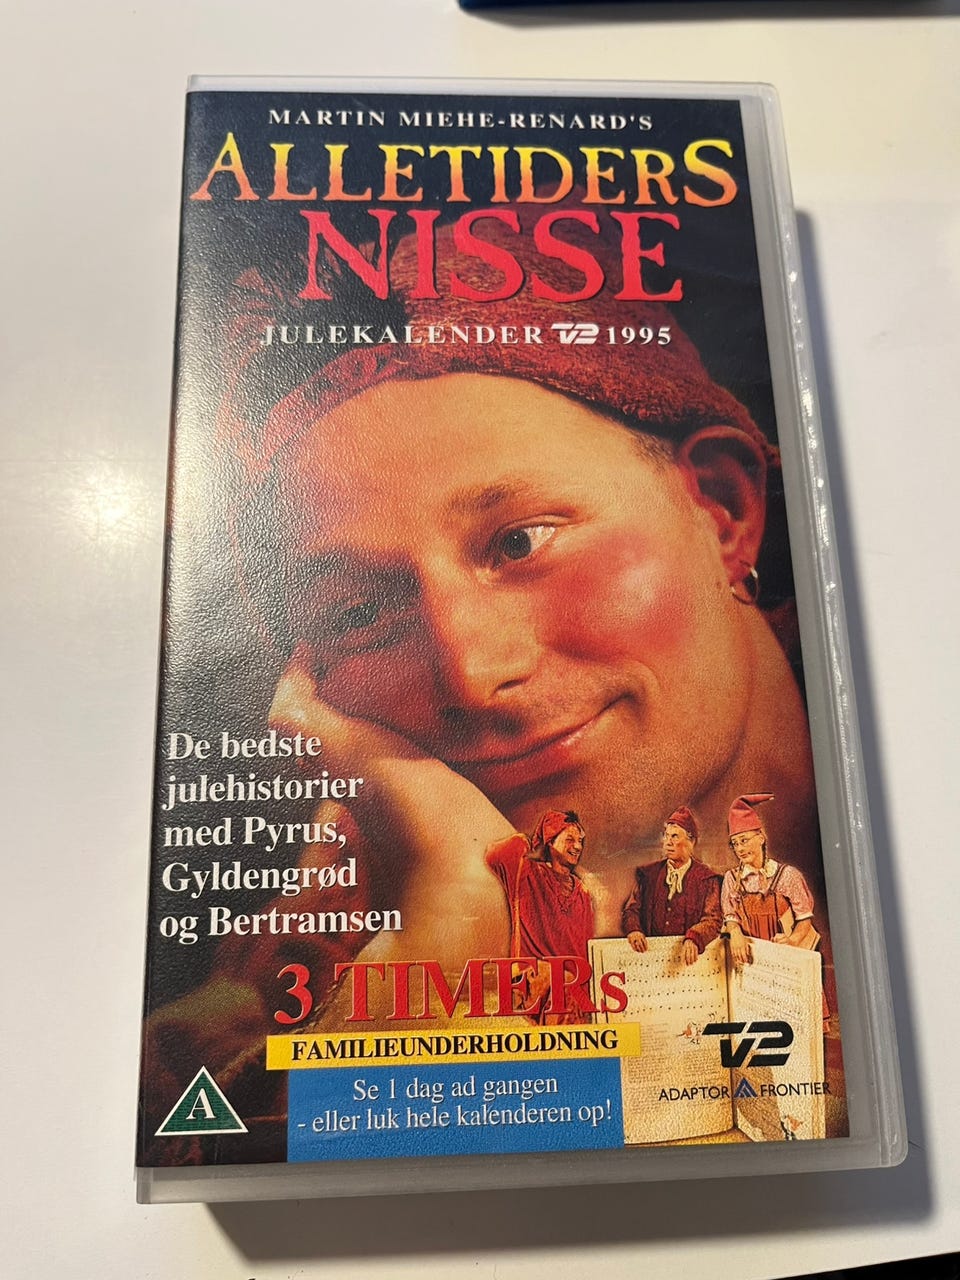 MARTIN MIEHE-RENARD'S
ALLETIDERS
NISSE
JULEKALENDER TV2 1995
De bedste
julehistorier
med Pyrus,
Gyldengrød
og Bertramsen
3 TIMERs
FAMILIEUNDERHOLDNING
Se 1 dag ad gangen
- eller luk hele kalenderen op!
A
TV2
ADAPTOR FRONTIER